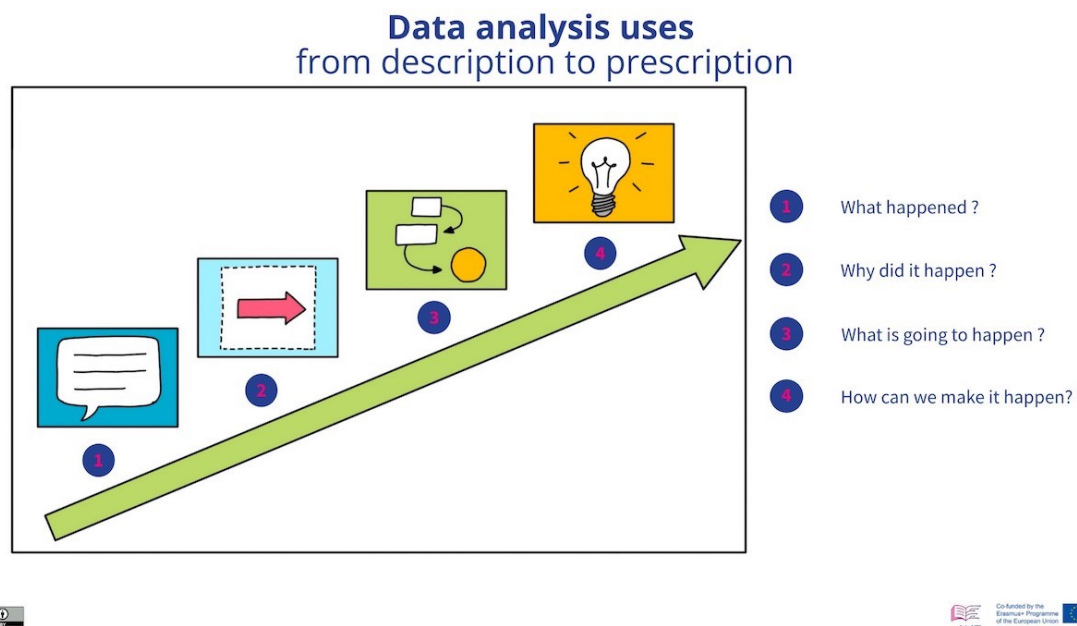 Data analysis uses
from description to prescription
1
2
3
4
1 What happened ?
2 Why did it happen ?
3 What is going to happen ?
4 How can we make it happen?
BY
Co-funded by the
Erasmus+ Programme
of the European Union